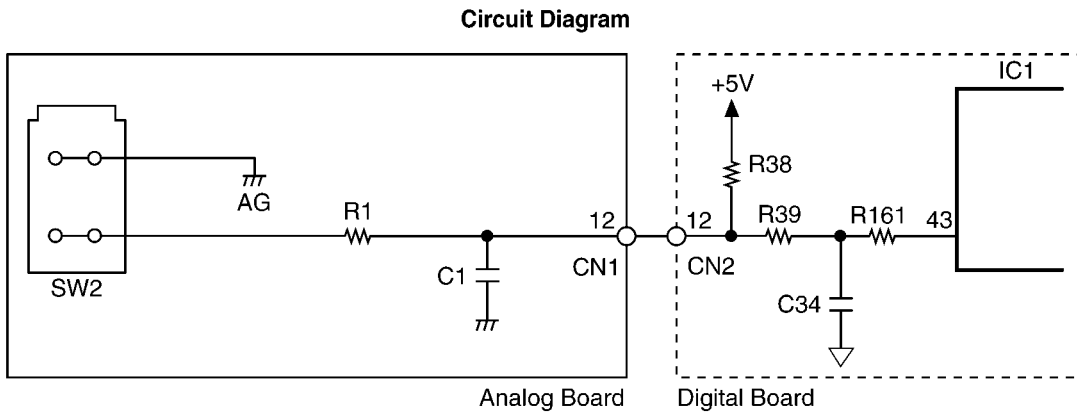 Circuit Diagram
IC1
+5V
R38
AG
R1
12
12
R39
R161
43
SW2
C1
CN1
CN2
C34
Analog Board
Digital Board